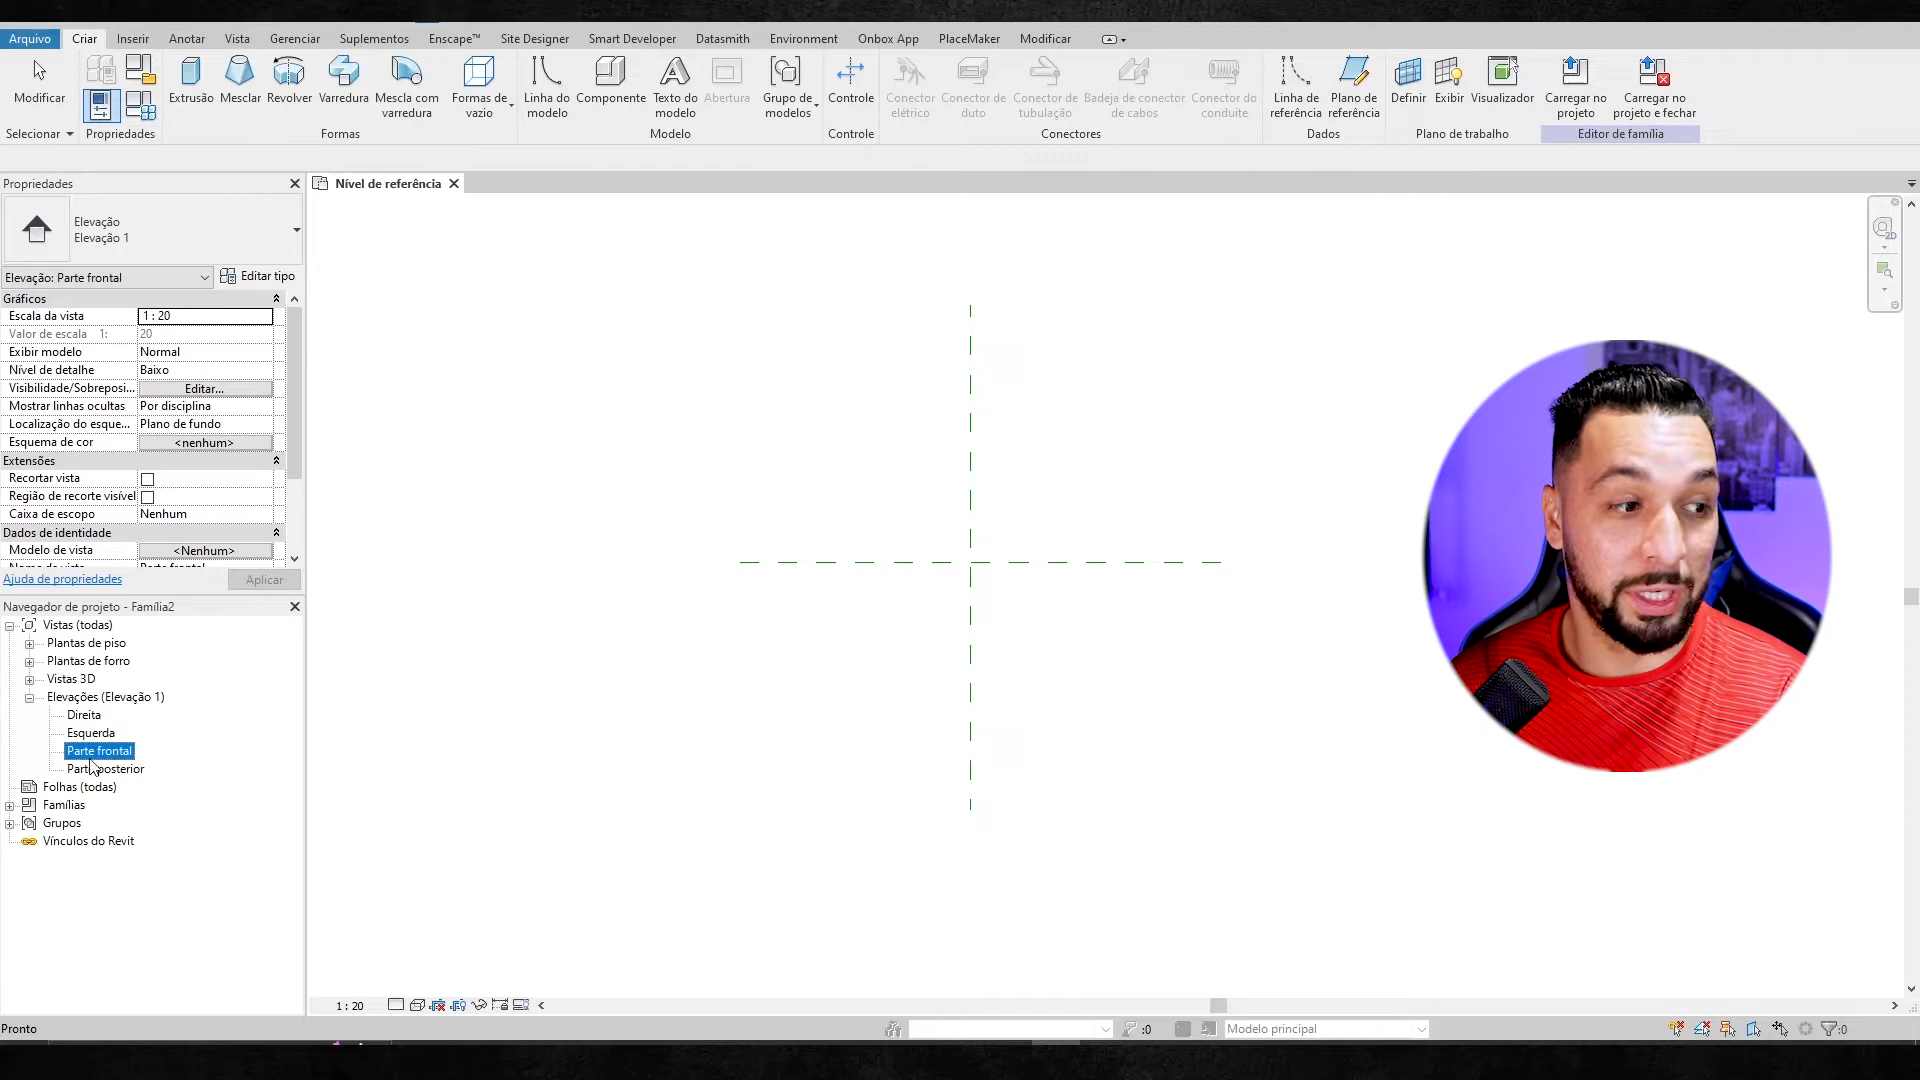 Arquivo Criar Inserir Anotar Vista Gerenciar Suplementos Enscape™ Site Designer Smart Developer Datasmith Environment Onbox App PlaceMaker Modificar
Modificar
Extrusão Mesclar Revolver Varredura Mescla com varredura Formas de vazio
Linha do modelo Componente Texto do modelo Abertura Grupo de modelos
Controle
Conector elétrico Conector de duto Conector de tubulação Badeja de conector de cabos Conector do conduite
Linha de referência Plano de referência
Definir Exibir Visualizador
Carregar no projeto Carregar no projeto e fechar
Selecionar Propriedades Formas Modelo Controle Conectores Dados Plano de trabalho Editor de família
Propriedades
Elevação
Elevação 1
Elevação: Parte frontal Editar tipo
Gráficos
Escala da vista 1 : 20
Valor de escala 1: 20
Exibir modelo Normal
Nível de detalhe Baixo
Visibilidade/Sobreposi... Editar...
Mostrar linhas ocultas Por disciplina
Localização do esque... Plano de fundo
Esquema de cor <nenhum>
Extensões
Recortar vista
Região de recorte visível
Caixa de escopo Nenhum
Dados de identidade
Modelo de vista <Nenhum>
Ajuda de propriedades Aplicar
Navegador de projeto - Família2
Vistas (todas)
Plantas de piso
Plantas de forro
Vistas 3D
Elevações (Elevação 1)
Direita
Esquerda
Parte frontal
Parte posterior
Folhas (todas)
Famílias
Grupos
Vínculos do Revit
Nível de referência
2D
1 : 20
Pronto
:0
Modelo principal
:0